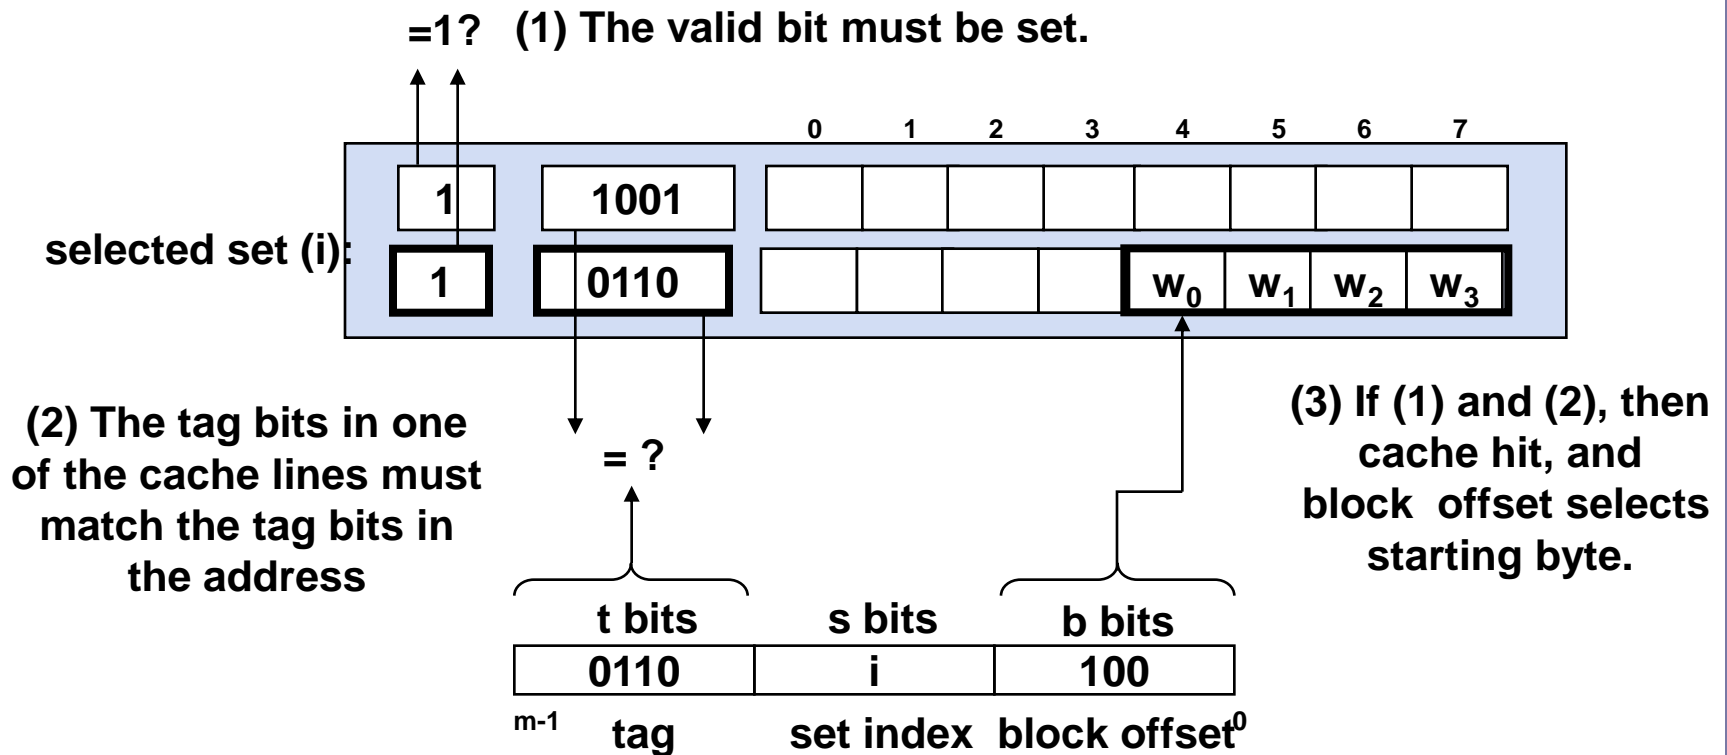 =1? (1) The valid bit must be set.
0 1 2 3 4 5 6 7
1 1001
selected set (i):
1 0110 w0 w1 w2 w3
(2) The tag bits in one
of the cache lines must
match the tag bits in
the address
= ?
(3) If (1) and (2), then
cache hit, and
block offset selects
starting byte.
t bits s bits b bits
0110 i 100
m-1 tag set index block offset 0